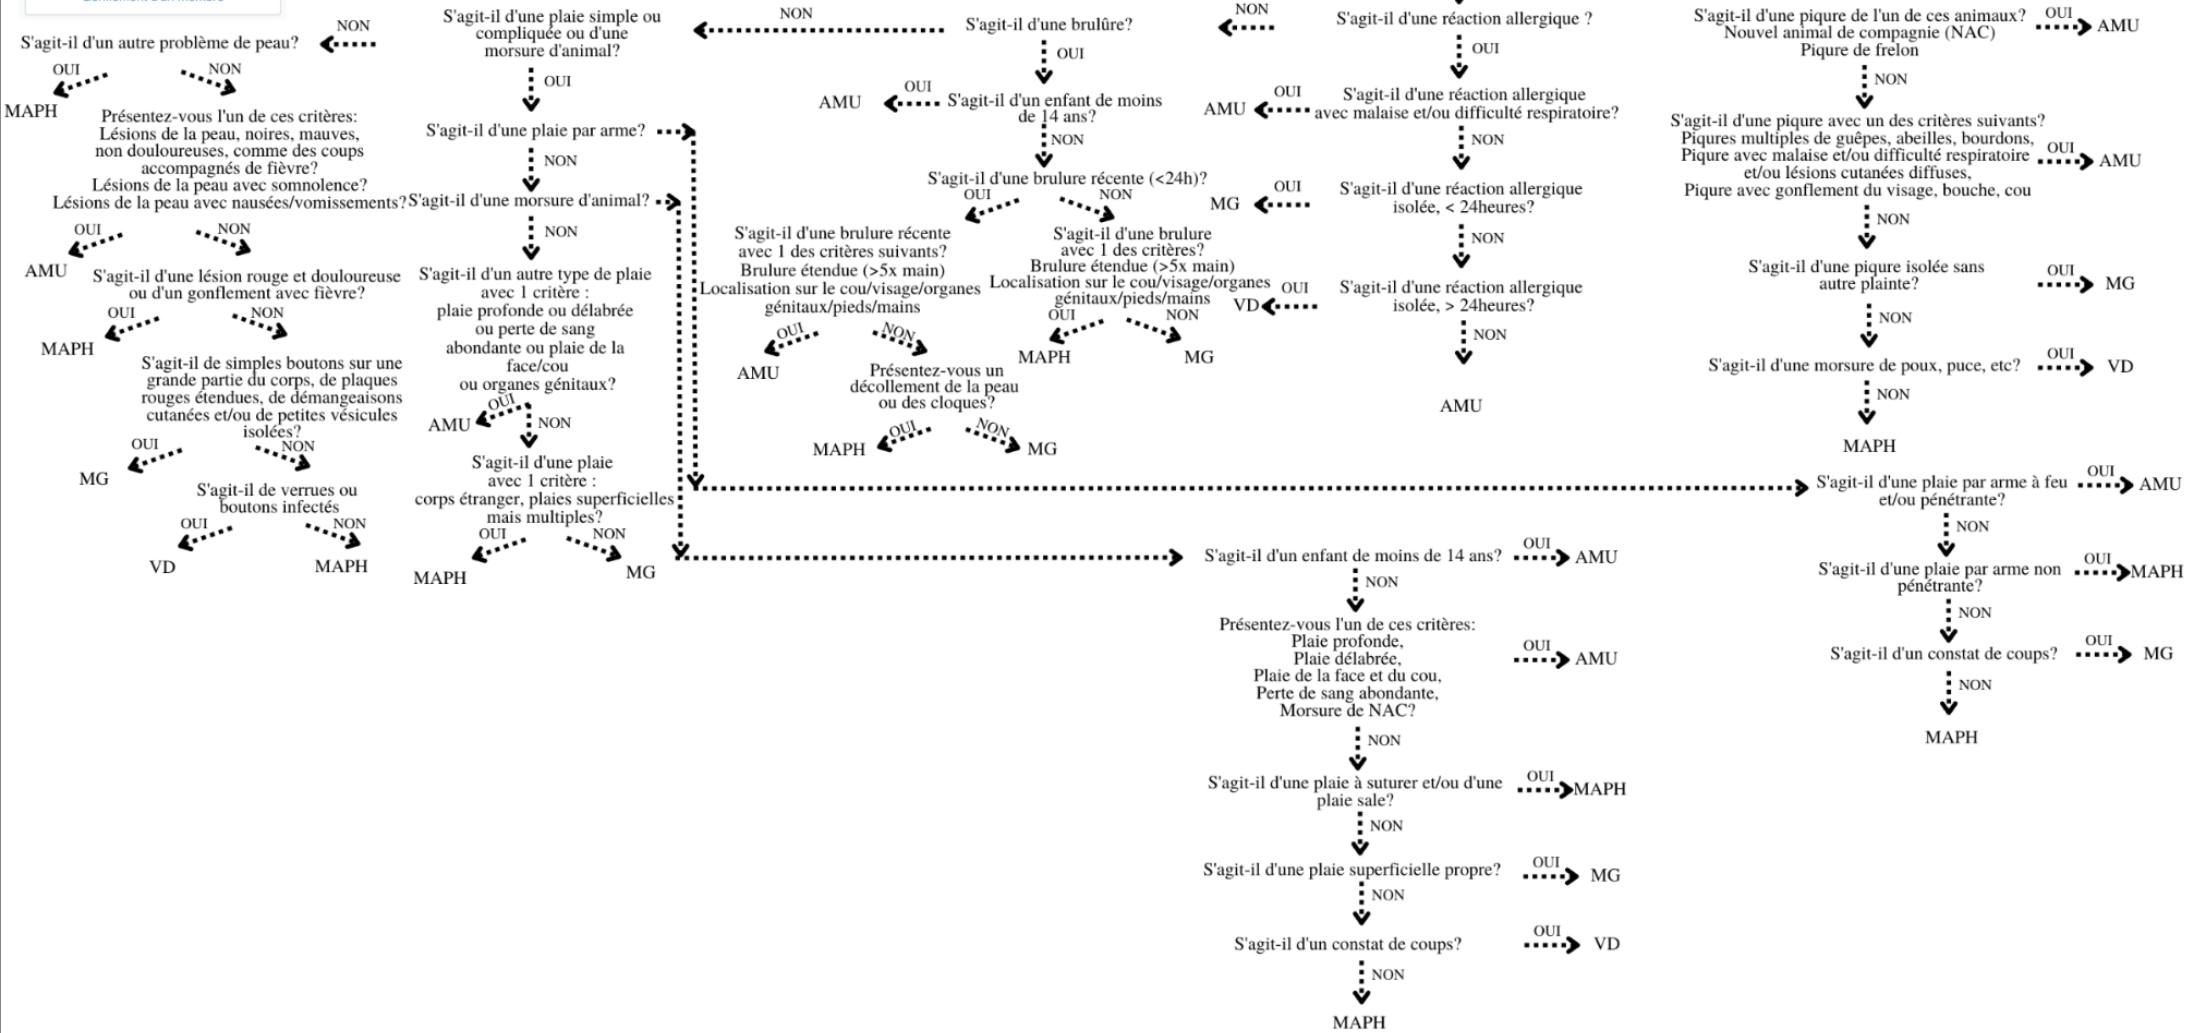 S'agit-il d'un autre problème de peau?
NON
OUI
NON
MAPH
Présentez-vous l'un de ces critères:
Lésions de la peau, noires, mauves,
non douloureuses, comme des coups
accompagnés de fièvre?
Lésions de la peau avec somnolence?
Lésions de la peau avec nausées/vomissements?
OUI
NON
AMU
S'agit-il d'une lésion rouge et douloureuse
ou d'un gonflement avec fièvre?
OUI
NON
MAPH
S'agit-il de simples boutons sur une
grande partie du corps, de plaques
rouges étendues, de démangeaisons
cutanées et/ou de petites vésicules
isolées?
OUI
NON
MG
S'agit-il de verrues ou
boutons infectés
OUI
NON
VD
MAPH
S'agit-il d'une plaie simple ou
compliquée ou d'une
morsure d'animal?
NON
OUI
S'agit-il d'une plaie par arme?
NON
S'agit-il d'une morsure d'animal?
NON
S'agit-il d'un autre type de plaie
avec 1 critère :
plaie profonde ou délabrée
ou perte de sang
abondante ou plaie de la
face/cou
ou organes génitaux?
OUI
AMU
NON
S'agit-il d'une plaie
avec 1 critère :
corps étranger, plaies superficielles
mais multiples?
OUI
NON
MAPH
MG
S'agit-il d'une brulûre?
NON
OUI
S'agit-il d'un enfant de moins
de 14 ans?
OUI
AMU
NON
S'agit-il d'une brulure récente (<24h)?
OUI
NON
S'agit-il d'une brulure récente
avec 1 des critères suivants?
Brulure étendue (>5x main)
Localisation sur le cou/visage/organes
génitaux/pieds/mains
OUI
NON
AMU
Présentez-vous un
décollement de la peau
ou des cloques?
OUI
NON
MAPH
MG
S'agit-il d'une brulure
avec 1 des critères?
Brulure étendue (>5x main)
Localisation sur le cou/visage/organes
génitaux/pieds/mains
OUI
NON
MAPH
MG
S'agit-il d'une réaction allergique ?
OUI
S'agit-il d'une réaction allergique
avec malaise et/ou difficulté respiratoire?
OUI
AMU
NON
S'agit-il d'une réaction allergique
isolée, < 24heures?
OUI
MG
NON
S'agit-il d'une réaction allergique
isolée, > 24heures?
OUI
VD
NON
AMU
S'agit-il d'une piqure de l'un de ces animaux?
Nouvel animal de compagnie (NAC)
Piqure de frelon
OUI
AMU
NON
S'agit-il d'une piqure avec un des critères suivants?
Piqures multiples de guêpes, abeilles, bourdons,
Piqure avec malaise et/ou difficulté respiratoire
et/ou lésions cutanées diffuses,
Piqure avec gonflement du visage, bouche, cou
OUI
AMU
NON
S'agit-il d'une piqure isolée sans
autre plainte?
OUI
MG
NON
S'agit-il d'une morsure de poux, puce, etc?
OUI
VD
NON
MAPH
S'agit-il d'une plaie par arme à feu
et/ou pénétrante?
OUI
AMU
NON
S'agit-il d'une plaie par arme non
pénétrante?
OUI
MAPH
NON
S'agit-il d'un constat de coups?
OUI
MG
NON
MAPH
S'agit-il d'un enfant de moins de 14 ans?
OUI
AMU
NON
Présentez-vous l'un de ces critères:
Plaie profonde,
Plaie délabrée,
Plaie de la face et du cou,
Perte de sang abondante,
Morsure de NAC?
OUI
AMU
NON
S'agit-il d'une plaie à suturer et/ou d'une
plaie sale?
OUI
MAPH
NON
S'agit-il d'une plaie superficielle propre?
OUI
MG
NON
S'agit-il d'un constat de coups?
OUI
VD
NON
MAPH
NON